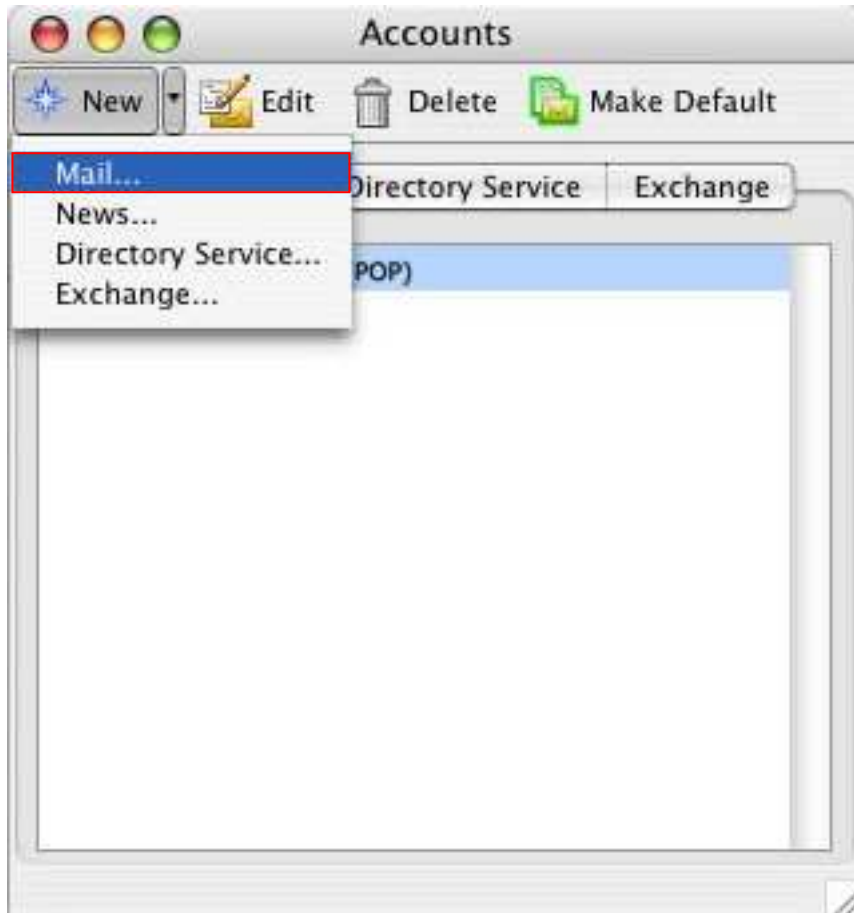 Accounts
New Edit Delete Make Default
Mail...
Directory Service Exchange
News...
Directory Service...
POP)
Exchange...